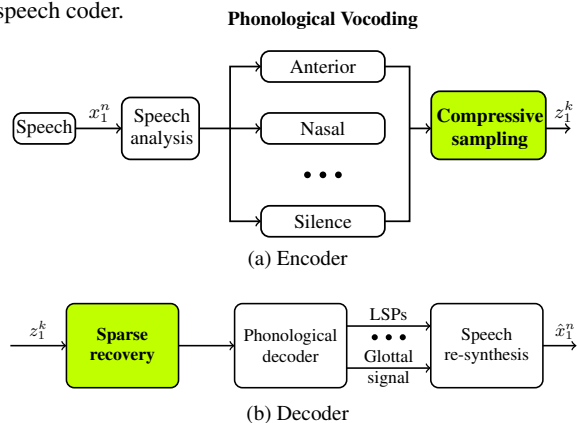 speech coder.
Phonological Vocoding
Anterior
Speech
x_1^n
Speech
analysis
Nasal
Compressive
sampling
z_1^k
• • •
Silence
(a) Encoder
z_1^k
Sparse
recovery
Phonological
decoder
LSPs
• • •
Glottal
signal
Speech
re-synthesis
x̂_1^n
(b) Decoder